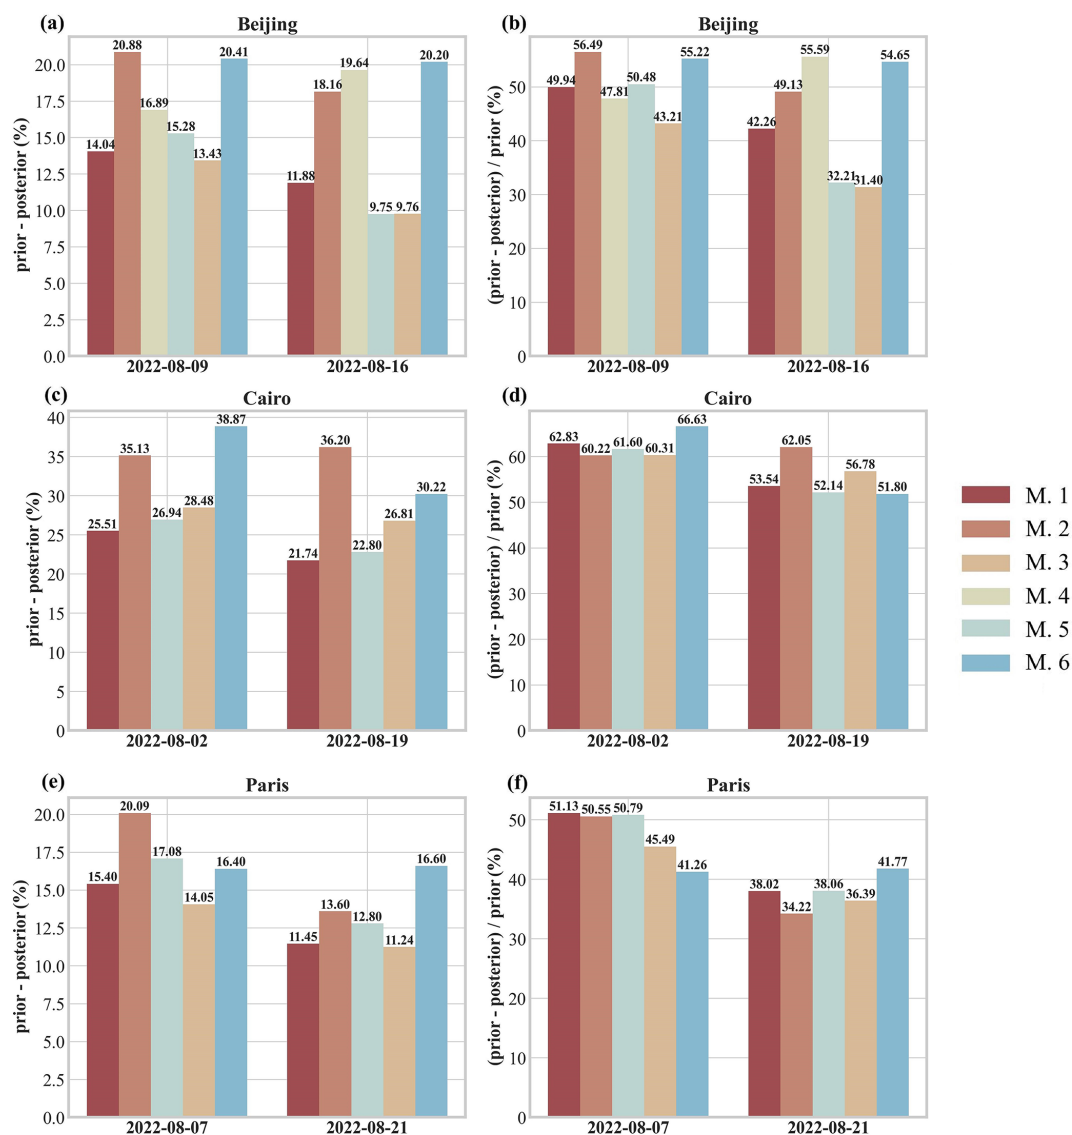 (a) Beijing
prior - posterior (%)
20.0
17.5
15.0
12.5
10.0
7.5
5.0
2.5
0.0
14.04 20.88 16.89 15.28 13.43 20.41
11.88 18.16 19.64 9.75 9.76 20.20
2022-08-09 2022-08-16
(b) Beijing
(prior - posterior) / prior (%)
50
40
30
20
10
0
49.94 56.49 47.81 50.48 43.21 55.22
42.26 49.13 55.59 32.21 31.40 54.65
2022-08-09 2022-08-16
(c) Cairo
prior - posterior (%)
40
35
30
25
20
15
10
5
0
25.51 35.13 26.94 28.48 38.87
21.74 36.20 22.80 26.81 30.22
2022-08-02 2022-08-19
(d) Cairo
(prior - posterior) / prior (%)
60
50
40
30
20
10
0
62.83 60.22 61.60 60.31 66.63
53.54 62.05 52.14 56.78 51.80
2022-08-02 2022-08-19
M. 1
M. 2
M. 3
M. 4
M. 5
M. 6
(e) Paris
prior - posterior (%)
20.0
17.5
15.0
12.5
10.0
7.5
5.0
2.5
0.0
15.40 20.09 17.08 14.05 16.40
11.45 13.60 12.80 11.24 16.60
2022-08-07 2022-08-21
(f) Paris
(prior - posterior) / prior (%)
50
40
30
20
10
0
51.13 50.55 50.79 45.49 41.26
38.02 34.22 38.06 36.39 41.77
2022-08-07 2022-08-21